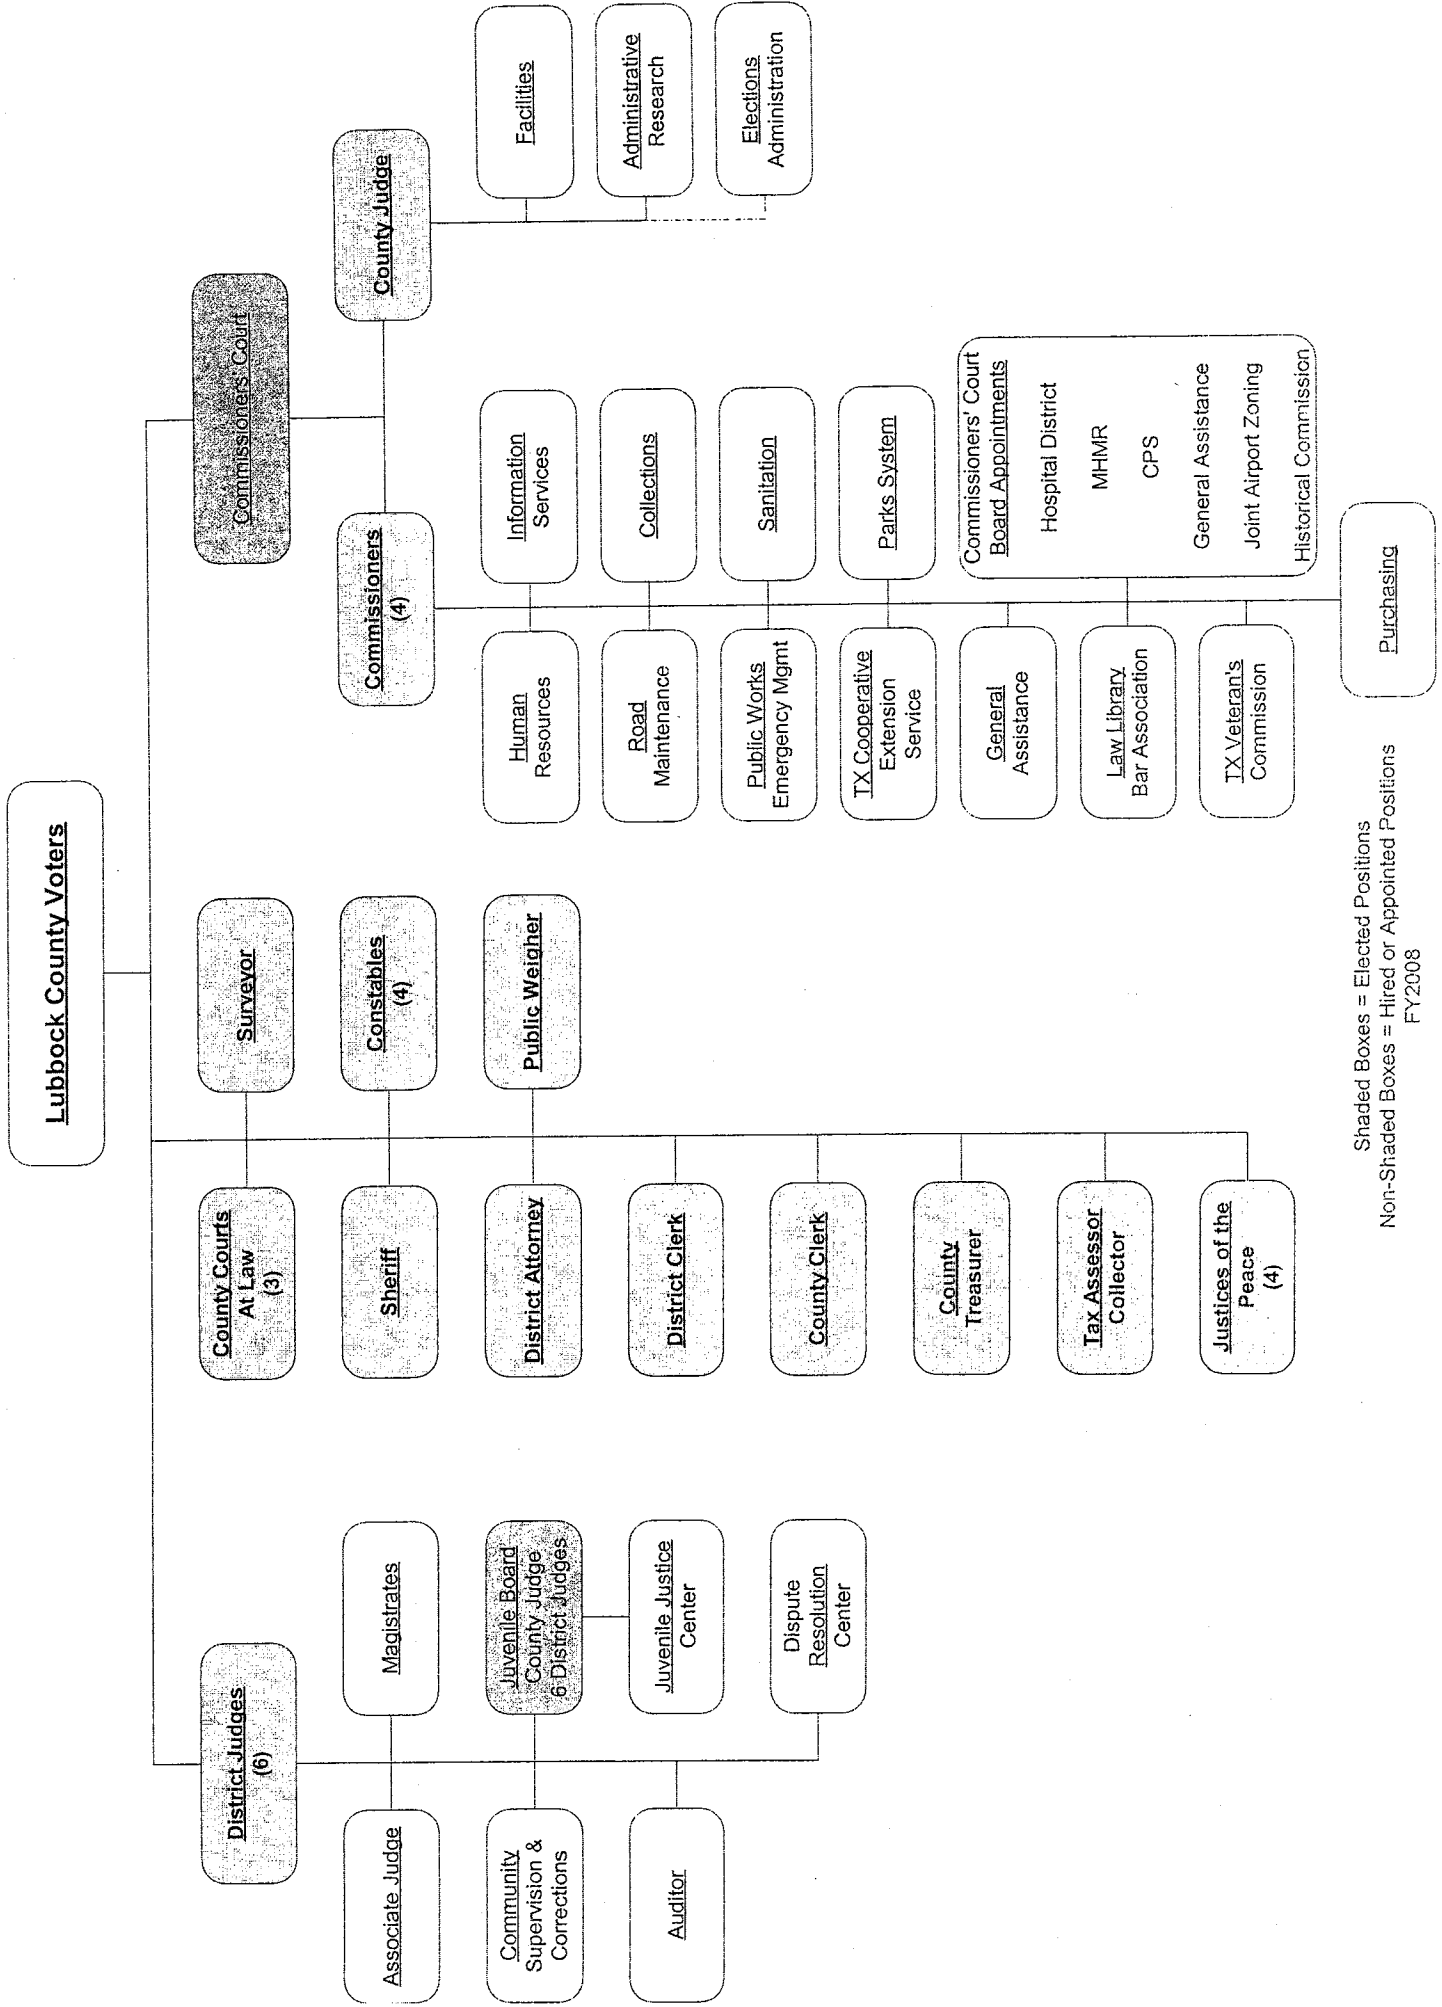 Lubbock County Voters
District Judges
(6)
Associate Judge
Magistrates
Community
Supervision &
Corrections
Juvenile Board
County Judge
6 District Judges
Auditor
Juvenile Justice
Center
Dispute
Resolution
Center
County Courts
At Law
(3)
Surveyor
Sheriff
Constables
(4)
District Attorney
Public Weigher
District Clerk
County Clerk
County
Treasurer
Tax Assessor
Collector
Justices of the
Peace
(4)
Commissioners' Court
Commissioners
(4)
County Judge
Human
Resources
Information
Services
Road
Maintenance
Collections
Public Works
Emergency Mgmt
Sanitation
TX Cooperative
Extension
Service
Parks System
General
Assistance
Law Library
Bar Association
Commissioners' Court
Board Appointments
Hospital District
MHMR
CPS
General Assistance
Joint Airport Zoning
Historical Commission
TX Veteran's
Commission
Purchasing
Facilities
Administrative
Research
Elections
Administration
Shaded Boxes = Elected Positions
Non-Shaded Boxes = Hired or Appointed Positions
FY2008